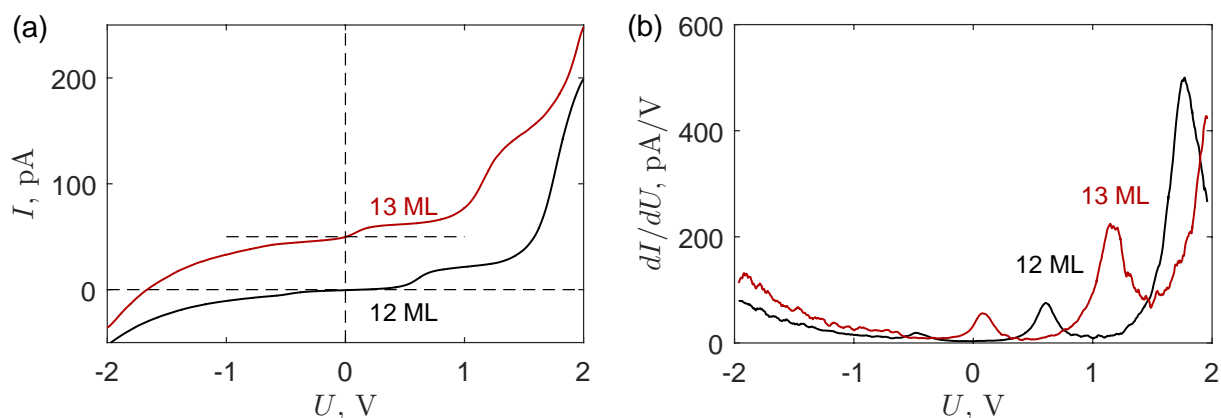 (a)
I, pA
200
100
0
13 ML
12 ML
-2 -1 0 1 2
U, V
(b)
dI/dU, pA/V
600
400
200
0
13 ML
12 ML
-2 -1 0 1 2
U, V